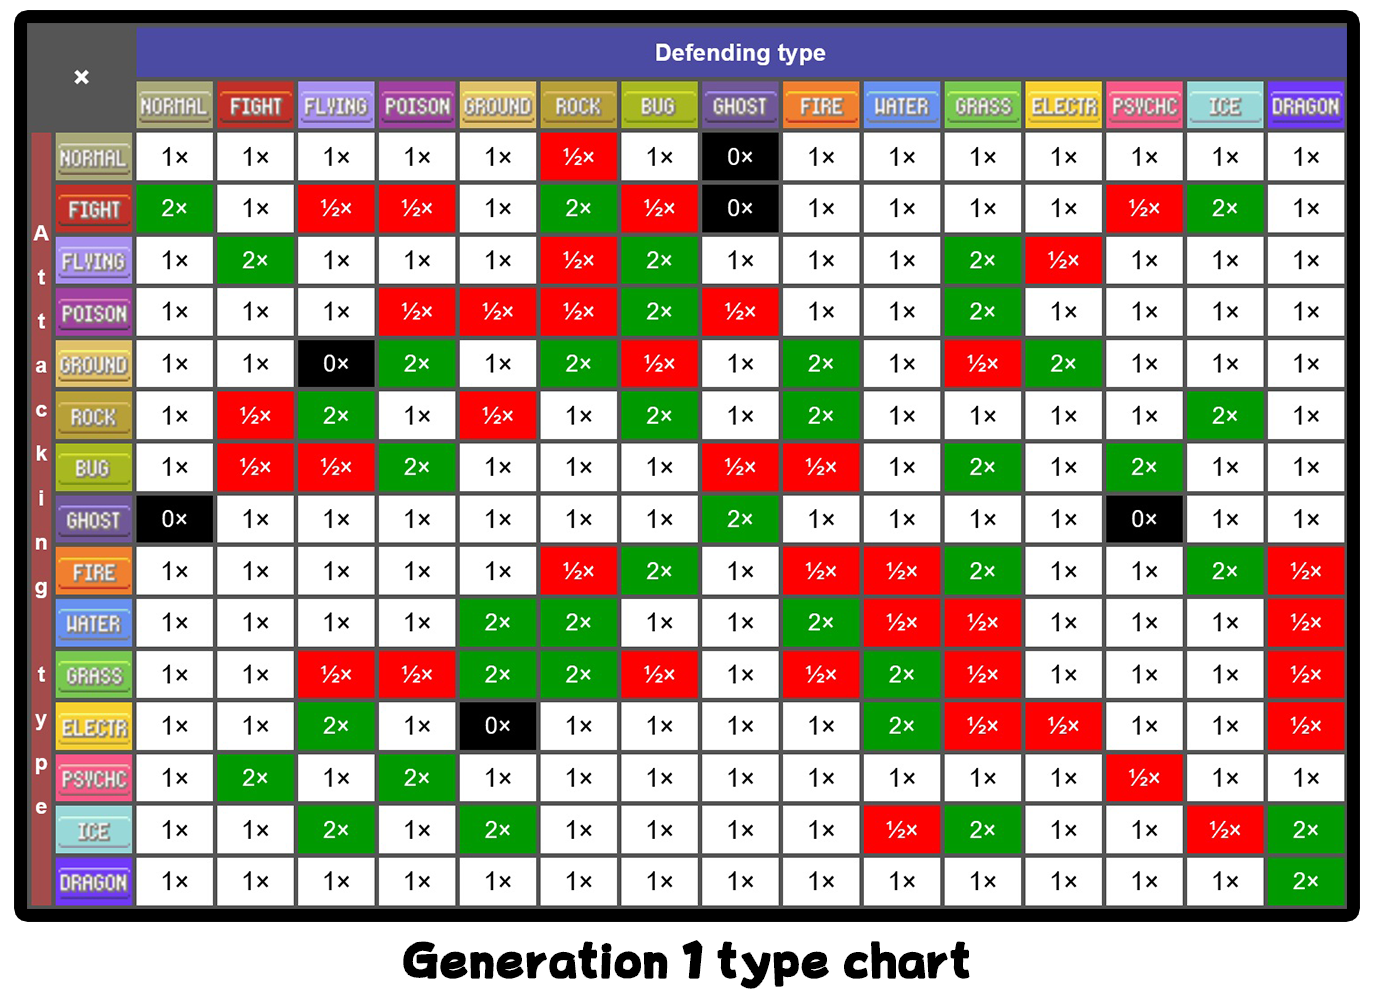 ×
Defending type
NORMAL FIGHT FLYING POISON GROUND ROCK BUG GHOST FIRE WATER GRASS ELECTR PSYCHC ICE DRAGON
Attacking type
NORMAL 1× 1× 1× 1× 1× ½× 1× 0× 1× 1× 1× 1× 1× 1× 1×
FIGHT 2× 1× ½× ½× 1× 2× ½× 0× 1× 1× 1× 1× ½× 2× 1×
FLYING 1× 2× 1× 1× 1× ½× 2× 1× 1× 1× 2× ½× 1× 1× 1×
POISON 1× 1× 1× ½× ½× ½× 2× ½× 1× 1× 2× 1× 1× 1× 1×
GROUND 1× 1× 0× 2× 1× 2× ½× 1× 2× 1× ½× 2× 1× 1× 1×
ROCK 1× ½× 2× 1× ½× 1× 2× 1× 2× 1× 1× 1× 1× 2× 1×
BUG 1× ½× ½× 2× 1× 1× 1× ½× ½× 1× 2× 1× 2× 1× 1×
GHOST 0× 1× 1× 1× 1× 1× 1× 2× 1× 1× 1× 1× 0× 1× 1×
FIRE 1× 1× 1× 1× 1× ½× 2× 1× ½× ½× 2× 1× 1× 2× ½×
WATER 1× 1× 1× 1× 2× 2× 1× 1× 2× ½× ½× 1× 1× 1× ½×
GRASS 1× 1× ½× ½× 2× 2× ½× 1× ½× 2× ½× 1× 1× 1× ½×
ELECTR 1× 1× 2× 1× 0× 1× 1× 1× 1× 2× ½× ½× 1× 1× ½×
PSYCHC 1× 2× 1× 2× 1× 1× 1× 1× 1× 1× 1× 1× ½× 1× 1×
ICE 1× 1× 2× 1× 2× 1× 1× 1× 1× ½× 2× 1× 1× ½× 2×
DRAGON 1× 1× 1× 1× 1× 1× 1× 1× 1× 1× 1× 1× 1× 1× 2×
Generation 1 type chart